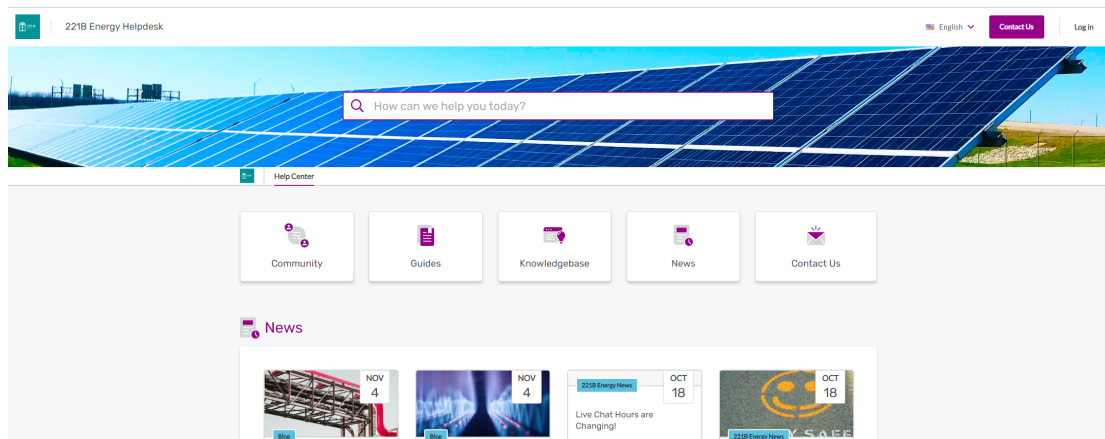 221B Energy Helpdesk
English
Contact Us
Log in
How can we help you today?
Help Center
Community
Guides
Knowledgebase
News
Contact Us
News
NOV
4
Blog
NOV
4
Blog
221B Energy News
OCT
18
Live Chat Hours are
Changing!
OCT
18
SAFE
221B Energy News